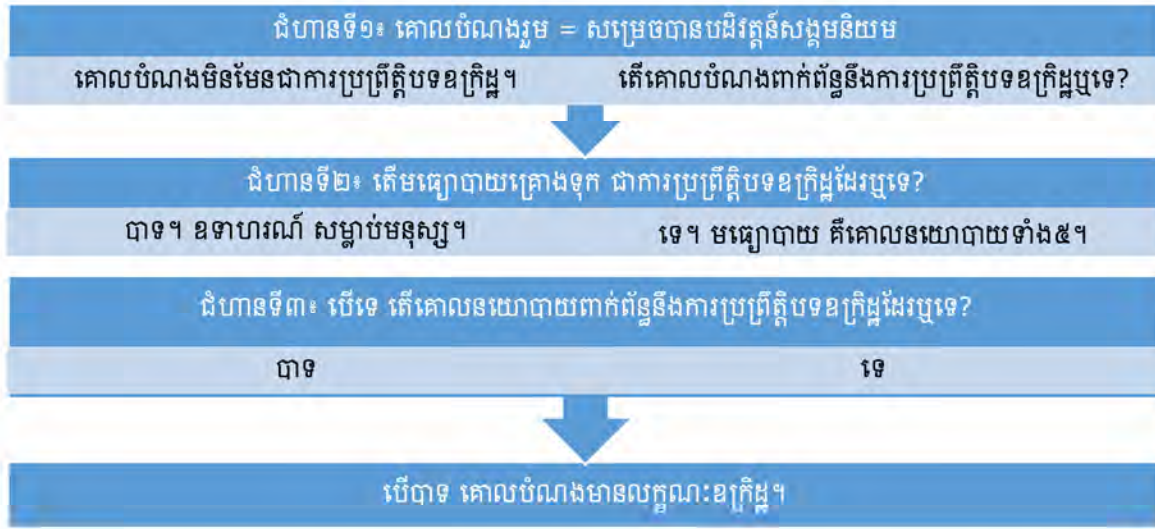 ជំហានទី១៖ គោលបំណងរួម = សម្រេចបានបដិវត្តន៍សង្គមនិយម
គោលបំណងមិនមែនជាការប្រព្រឹត្តិបទឧក្រិដ្ឋ។ តើគោលបំណងពាក់ព័ន្ធនឹងការប្រព្រឹត្តិបទឧក្រិដ្ឋឬទេ?
ជំហានទី២៖ តើមធ្យោបាយគ្រោងទុក ជាការប្រព្រឹត្តិបទឧក្រិដ្ឋដែរឬទេ?
បាទ។ ឧទាហរណ៍ សម្លាប់មនុស្ស។ ទេ។ មធ្យោបាយ គឺគោលនយោបាយទាំង៥។
ជំហានទី៣៖ បើទេ តើគោលនយោបាយពាក់ព័ន្ធនឹងការប្រព្រឹត្តិបទឧក្រិដ្ឋដែរឬទេ?
បាទ ទេ
បើបាទ គោលបំណងមានលក្ខណៈឧក្រិដ្ឋ។